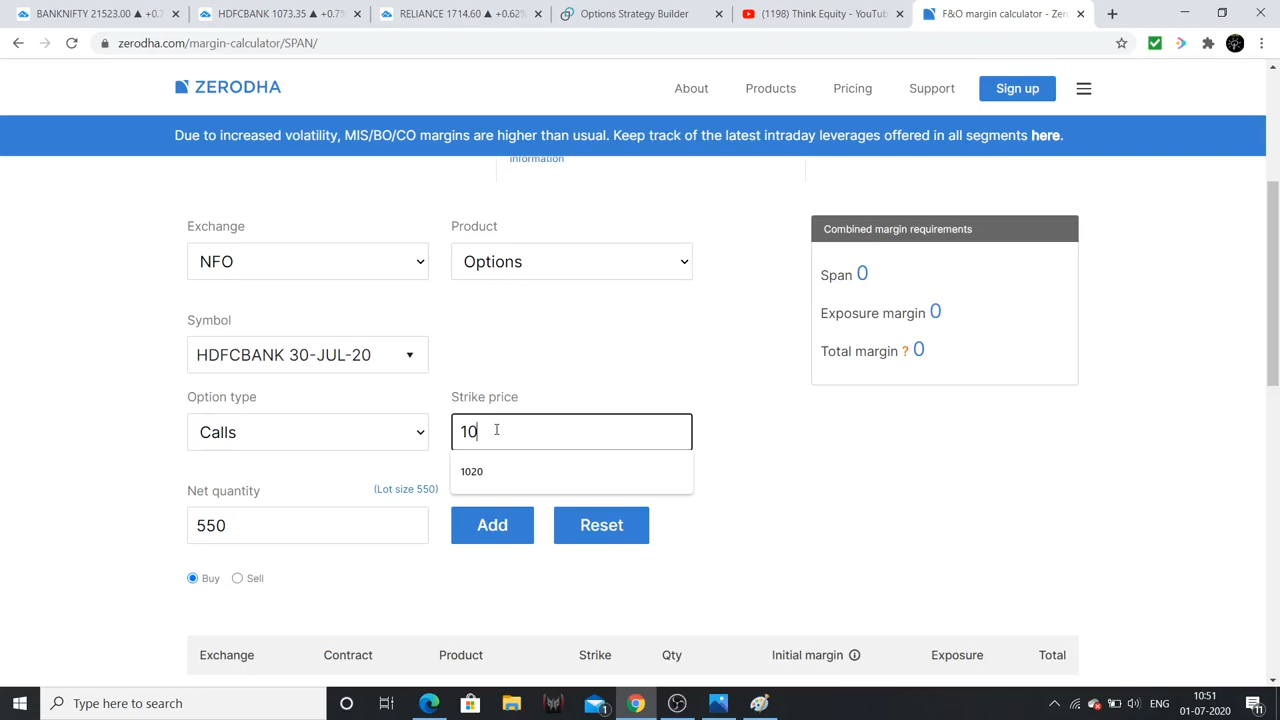 BANKNIFTY 21523.00 ▲ +0.7
HDFCBANK 1073.35 ▲ +0.7%
RELIANCE 1714.60 ▲ +0.62%
Options Strategy Builder
(1198) Think Equity - YouTub
F&O margin calculator - Zero
zerodha.com/margin-calculator/SPAN/
ZERODHA
About
Products
Pricing
Support
Sign up
Due to increased volatility, MIS/BO/CO margins are higher than usual. Keep track of the latest intraday leverages offered in all segments here.
information
Exchange
Product
Combined margin requirements
NFO
Options
Span 0
Exposure margin 0
Symbol
Total margin ? 0
HDFCBANK 30-JUL-20
Option type
Strike price
Calls
10
1020
Net quantity
(Lot size 550)
550
Add
Reset
Buy
Sell
Exchange
Contract
Product
Strike
Qty
Initial margin
Exposure
Total
Type here to search
1
ENG
10:51
01-07-2020
11